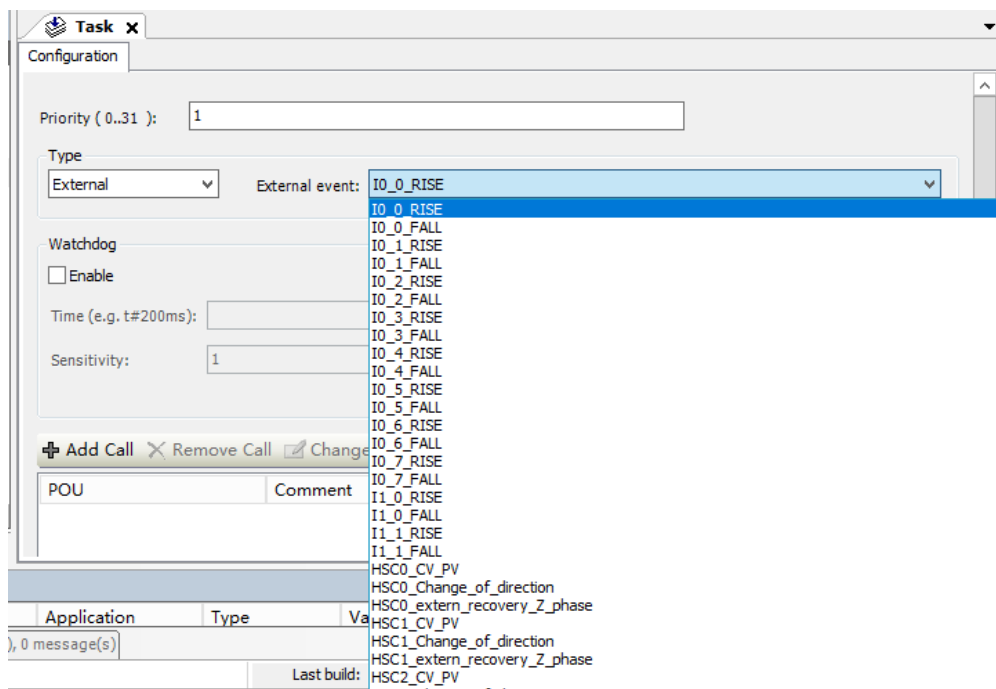 Task
Configuration
Priority ( 0..31 ): 1
Type
External External event: I0_0_RISE
I0_0_RISE
I0_0_FALL
I0_1_RISE
I0_1_FALL
I0_2_RISE
I0_2_FALL
I0_3_RISE
I0_3_FALL
I0_4_RISE
I0_4_FALL
I0_5_RISE
I0_5_FALL
I0_6_RISE
I0_6_FALL
I0_7_RISE
I0_7_FALL
I1_0_RISE
I1_0_FALL
I1_1_RISE
I1_1_FALL
HSC0_CV_PV
HSC0_Change_of_direction
HSC0_extern_recovery_Z_phase
HSC1_CV_PV
HSC1_Change_of_direction
HSC1_extern_recovery_Z_phase
HSC2_CV_PV
Watchdog
Enable
Time (e.g. t#200ms):
Sensitivity: 1
Add Call Remove Call Change
POU Comment
Application Type Va
), 0 message(s)
Last build: